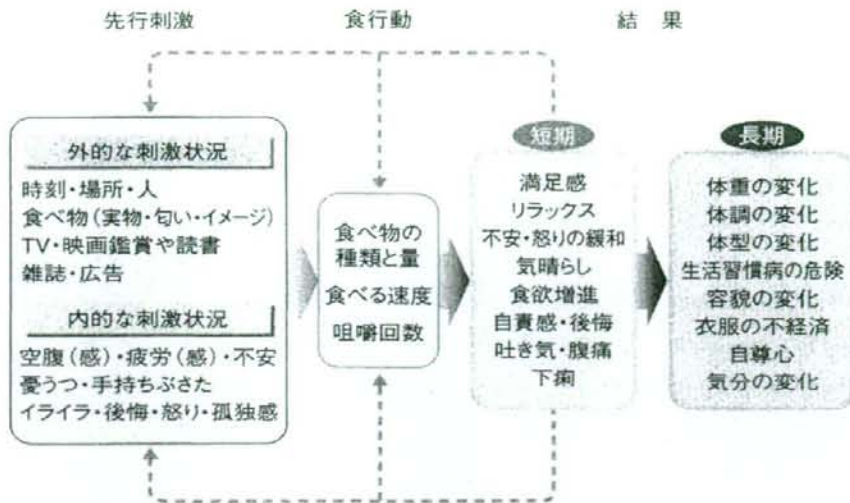 先行刺激
食行動
結果
外的な刺激状況
時刻・場所・人
食べ物(実物・匂い・イメージ)
TV・映画鑑賞や読書
雑誌・広告
内的な刺激状況
空腹(感)・疲労(感)・不安
憂うつ・手持ちぶさた
イライラ・後悔・怒り・孤独感
食べ物の
種類と量
食べる速度
咀嚼回数
短期
満足感
リラックス
不安・怒りの緩和
気晴らし
食欲増進
自責感・後悔
吐き気・腹痛
下痢
長期
体重の変化
体調の変化
体型の変化
生活習慣病の危険
容貌の変化
衣服の不経済
自尊心
気分の変化